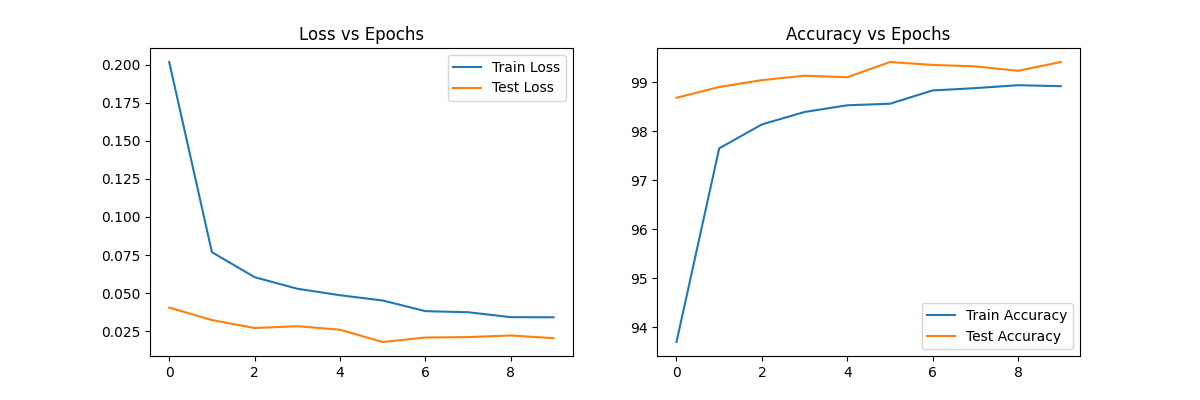 Loss vs Epochs
0.200
0.175
0.150
0.125
0.100
0.075
0.050
0.025
0 2 4 6 8
Train Loss
Test Loss
Accuracy vs Epochs
99
98
97
96
95
94
0 2 4 6 8
Train Accuracy
Test Accuracy